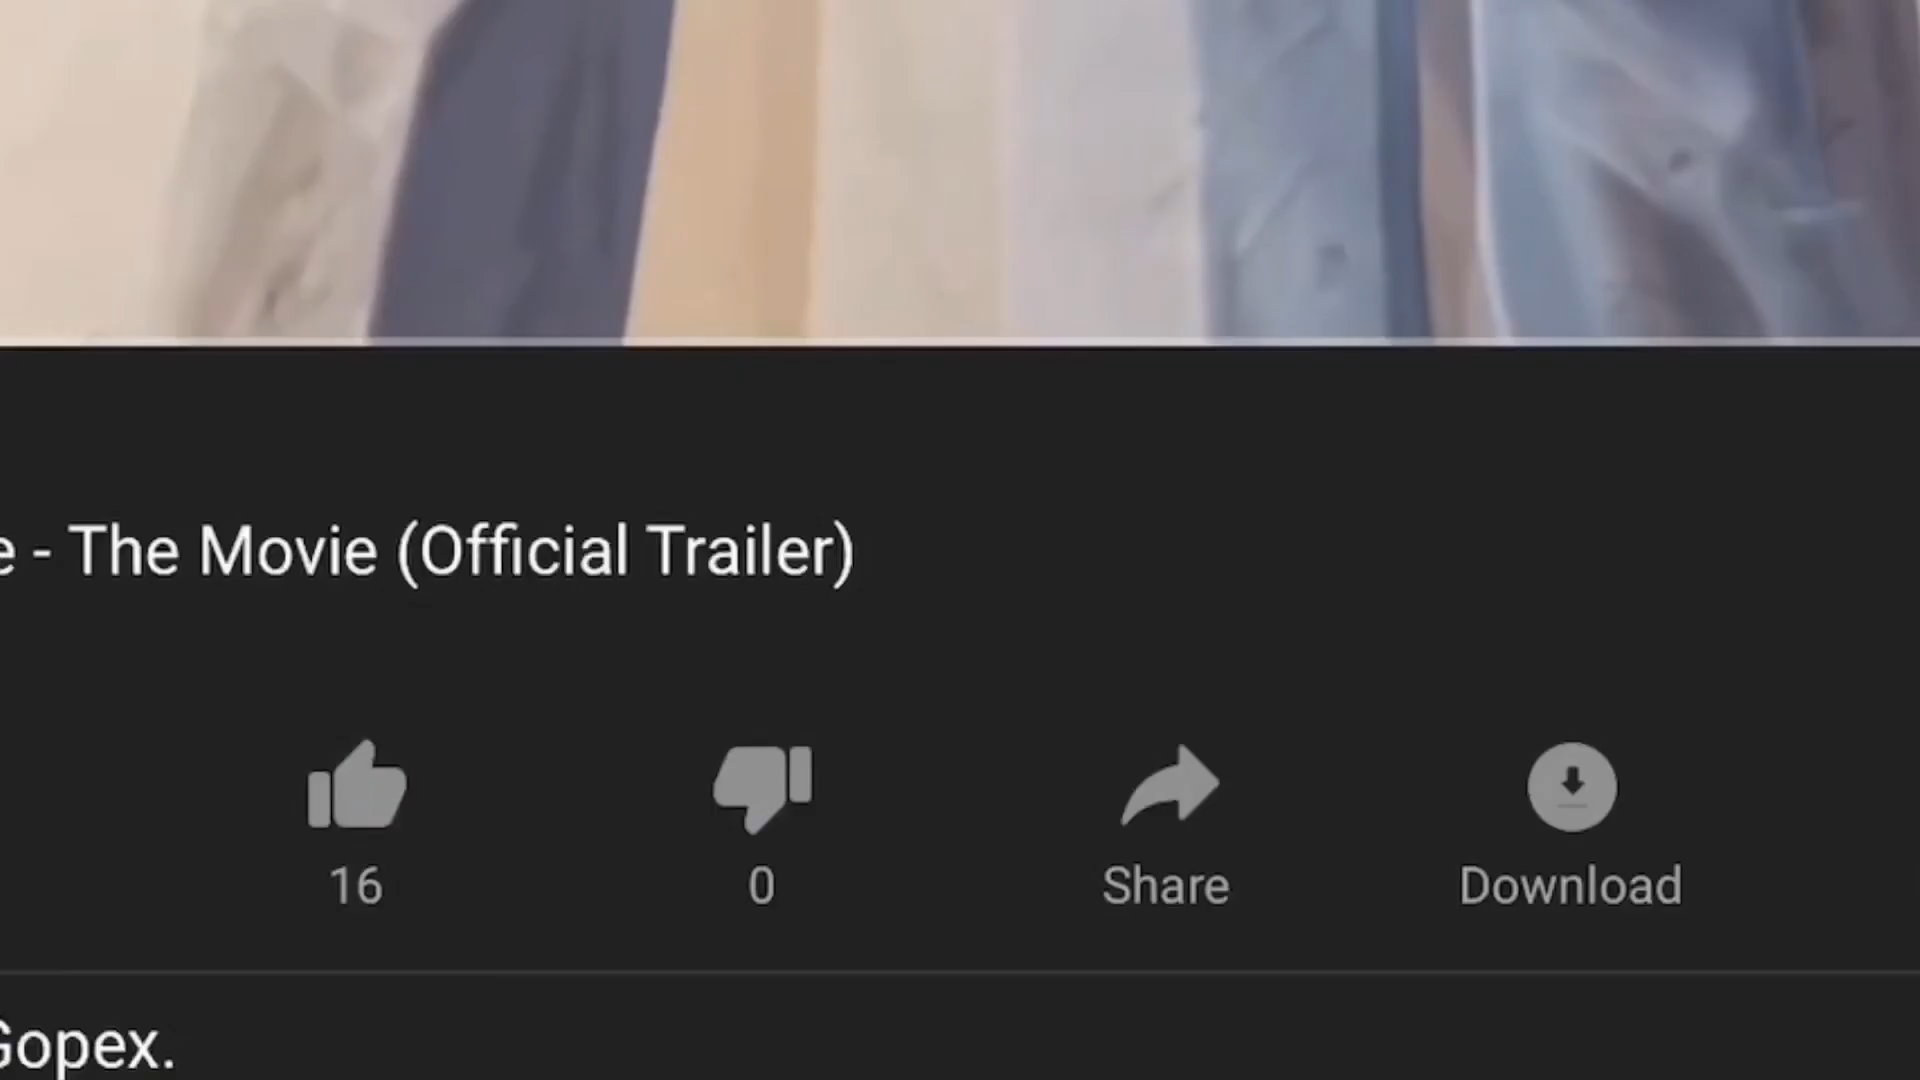 - The Movie (Official Trailer)
16
0
Share
Download
Gopex.